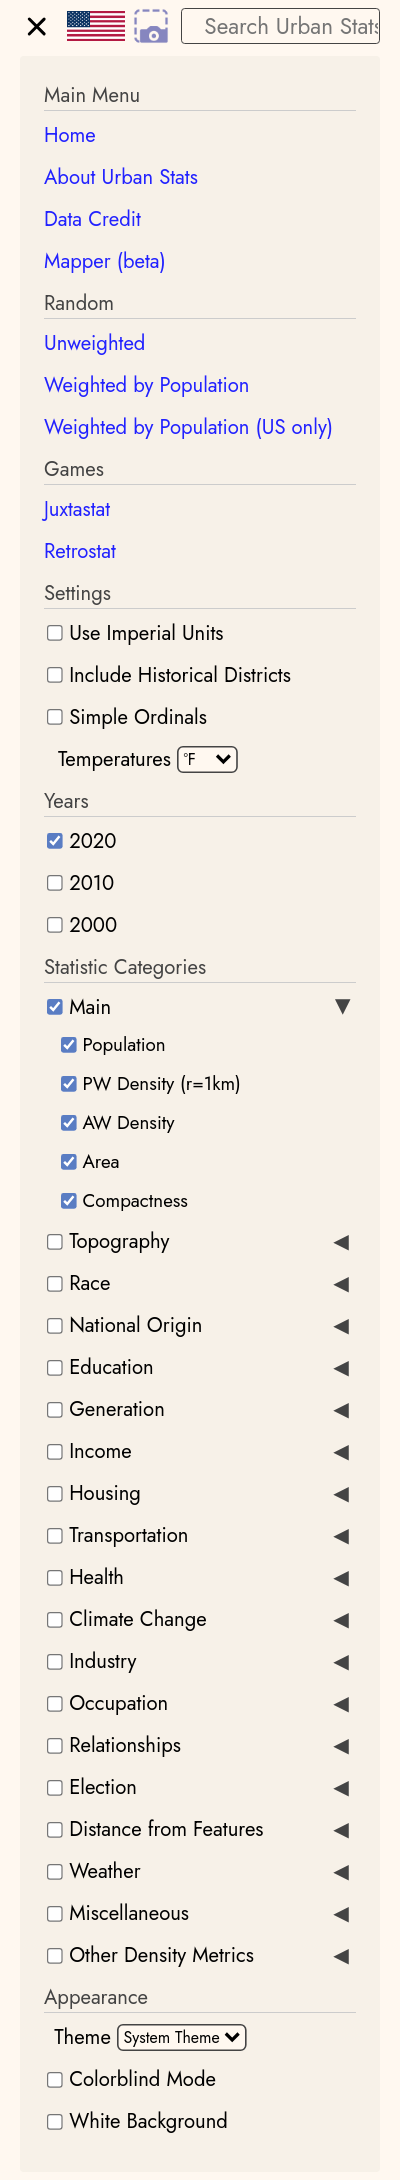 Search Urban Stats
Main Menu
Home
About Urban Stats
Data Credit
Mapper (beta)
Random
Unweighted
Weighted by Population
Weighted by Population (US only)
Games
Juxtastat
Retrostat
Settings
Use Imperial Units
Include Historical Districts
Simple Ordinals
Temperatures °F
Years
2020
2010
2000
Statistic Categories
Main
Population
PW Density (r=1km)
AW Density
Area
Compactness
Topography
Race
National Origin
Education
Generation
Income
Housing
Transportation
Health
Climate Change
Industry
Occupation
Relationships
Election
Distance from Features
Weather
Miscellaneous
Other Density Metrics
Appearance
Theme System Theme
Colorblind Mode
White Background